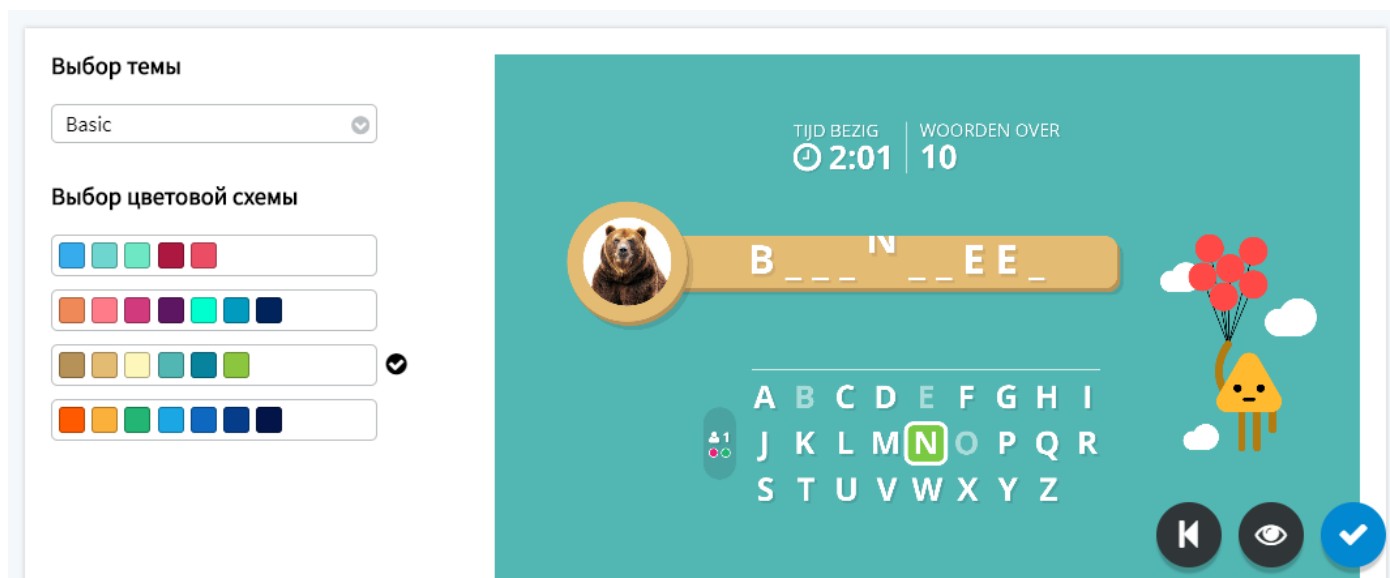 Выбор темы
Basic
Выбор цветовой схемы
TIJD BEZIG
2:01
WOORDEN OVER
10
B _ _ _ N _ _ E E _
A B C D E F G H I
1
J K L M N O P Q R
S T U V W X Y Z